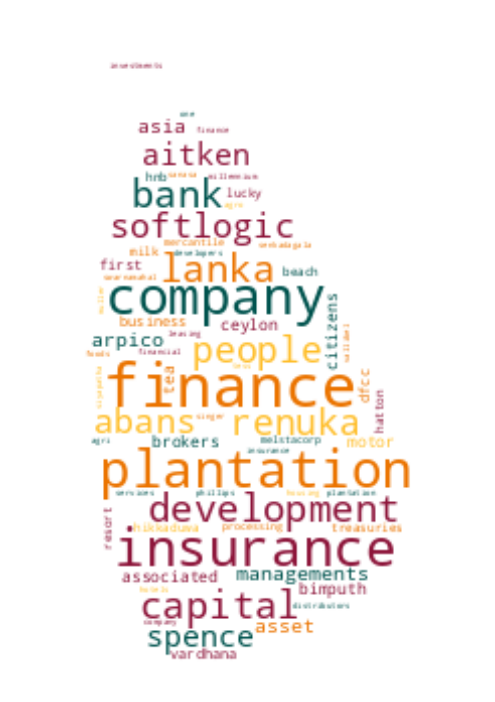 investments
one
asia finance
aitken
hnb sanasa millennium
bank lucky
agro
softlogic
mercantile
milk developers
first lanka beach
company
business ceylon
citizens
arpico leasing
foods financial people
finance
tea
dfcc
hatton
abans singer renuka
agri brokers melstacorp motor
insurance
plantation
services phillips housing plantation
development
resort
hikkaduwa processing treasuries
insurance
associated managements
hotels bimputh
capital distributors
company asset
spence
vardhana